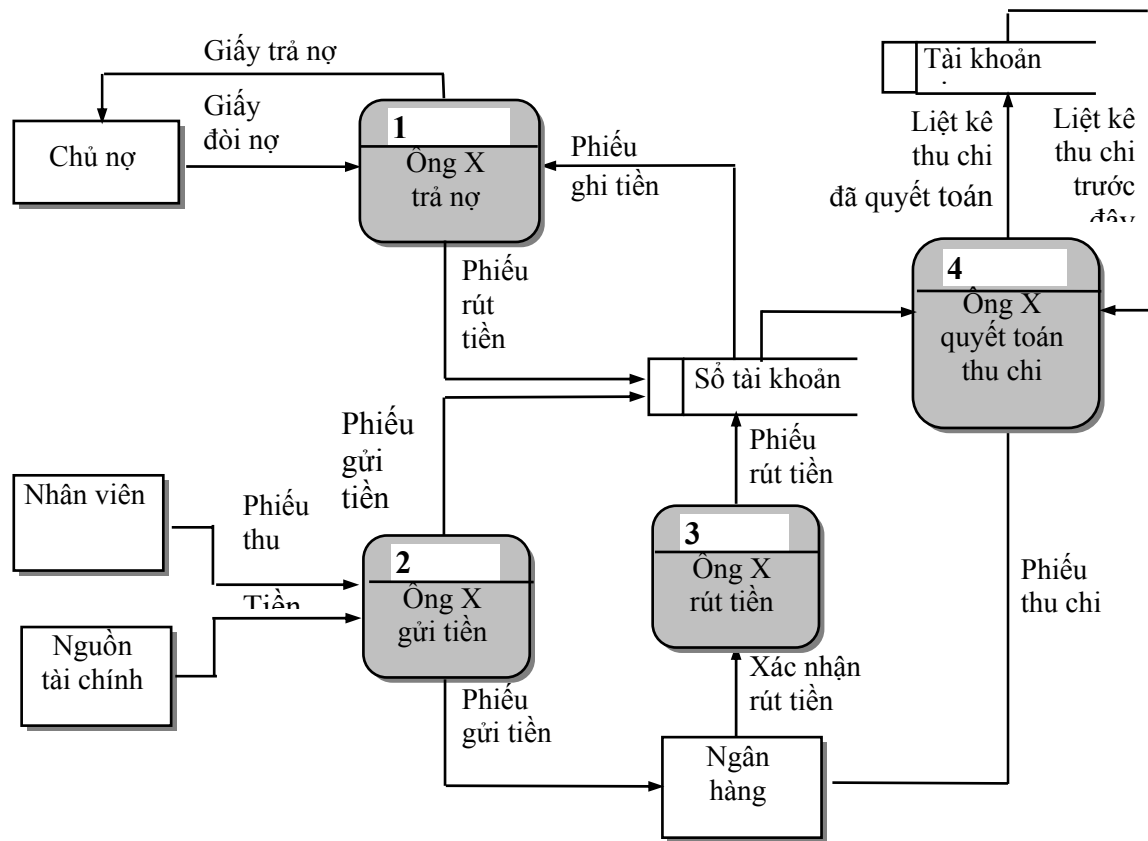 Giấy trả nợ
Giấy
đòi nợ
Chủ nợ
1
Ông X
trả nợ
Phiếu
ghi tiền
Tài khoản
Liệt kê
thu chi
đã quyết toán
Liệt kê
thu chi
trước
đây
4
Ông X
quyết toán
thu chi
Phiếu
rút
tiền
Sổ tài khoản
Phiếu
gửi
tiền
Phiếu
rút tiền
Nhân viên
Phiếu
thu
Tiền
2
Ông X
gửi tiền
3
Ông X
rút tiền
Phiếu
thu chi
Nguồn
tài chính
Phiếu
gửi tiền
Xác nhận
rút tiền
Ngân
hàng